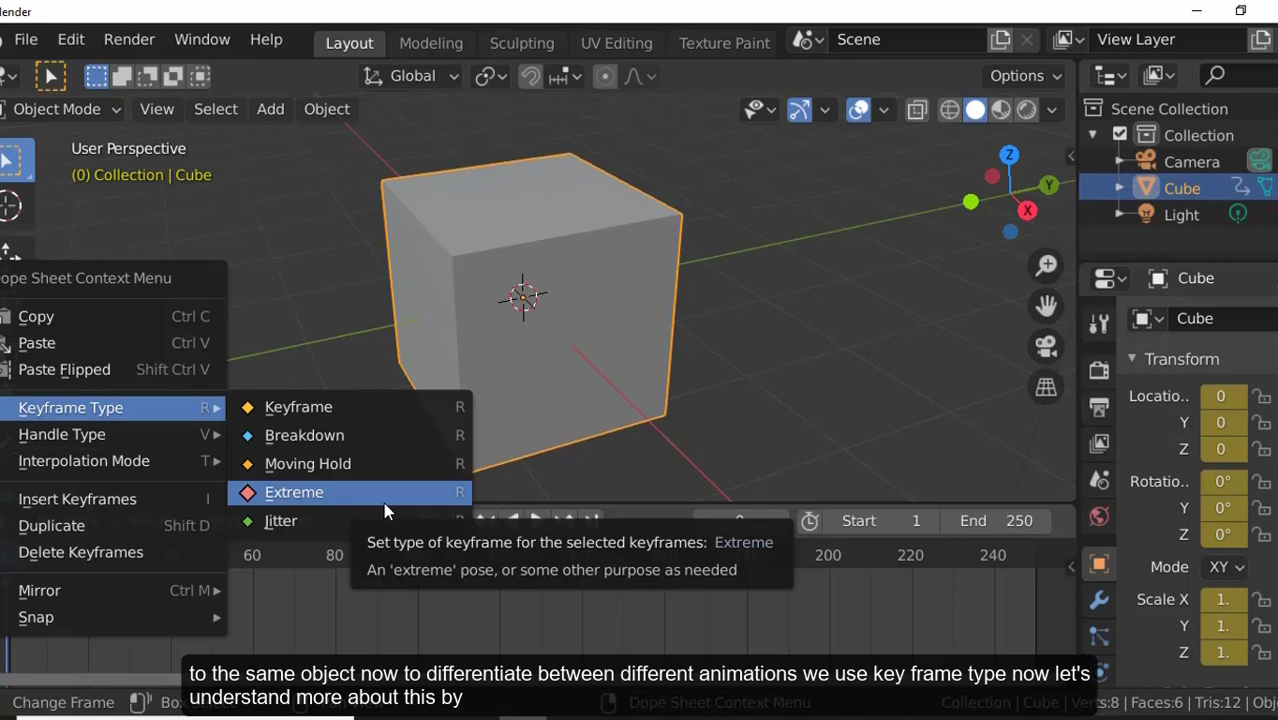 lender
File Edit Render Window Help Layout Modeling Sculpting UV Editing Texture Paint Scene View Layer
Global Options
Object Mode View Select Add Object
User Perspective
(0) Collection | Cube
Z
Y
X
Scene Collection
Collection
Camera
Cube
Light
ope Sheet Context Menu
Copy Ctrl C
Paste Ctrl V
Paste Flipped Shift Ctrl V
Keyframe Type R
Handle Type V
Interpolation Mode T
Insert Keyframes I
Duplicate Shift D
Delete Keyframes
Mirror Ctrl M
Snap
Keyframe R
Breakdown R
Moving Hold R
Extreme R
Jitter
Set type of keyframe for the selected keyframes: Extreme
An 'extreme' pose, or some other purpose as needed
Start 1 End 250
60 80 200 220 240
Cube
Cube
Transform
Locatio.. 0
Y 0
Z 0
Rotatio.. 0°
Y 0°
Z 0°
Mode XY
Scale X 1.
Y 1.
Z 1.
to the same object now to differentiate between different animations we use key frame type now let's
understand more about this by
Change Frame Dope Sheet Context Menu Collection | Cube | Verts:8 | Faces:6 | Tris:12 |